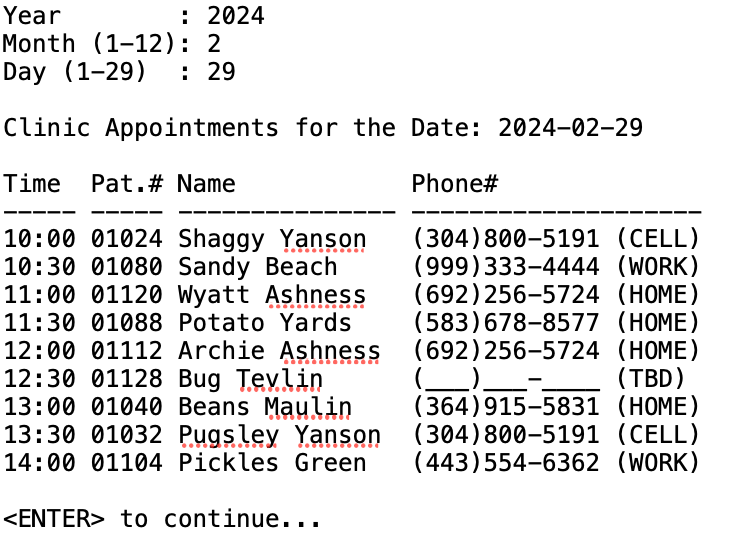 Year        : 2024
Month (1-12): 2
Day (1-29)  : 29
Clinic Appointments for the Date: 2024-02-29
Time  Pat.# Name            Phone#
----- ----- --------------- --------------------
10:00 01024 Shaggy Yanson   (304)800-5191 (CELL)
10:30 01080 Sandy Beach     (999)333-4444 (WORK)
11:00 01120 Wyatt Ashness   (692)256-5724 (HOME)
11:30 01088 Potato Yards    (583)678-8577 (HOME)
12:00 01112 Archie Ashness  (692)256-5724 (HOME)
12:30 01128 Bug Tevlin      (___)___-____ (TBD)
13:00 01040 Beans Maulin    (364)915-5831 (HOME)
13:30 01032 Pugsley Yanson  (304)800-5191 (CELL)
14:00 01104 Pickles Green   (443)554-6362 (WORK)
<ENTER> to continue...